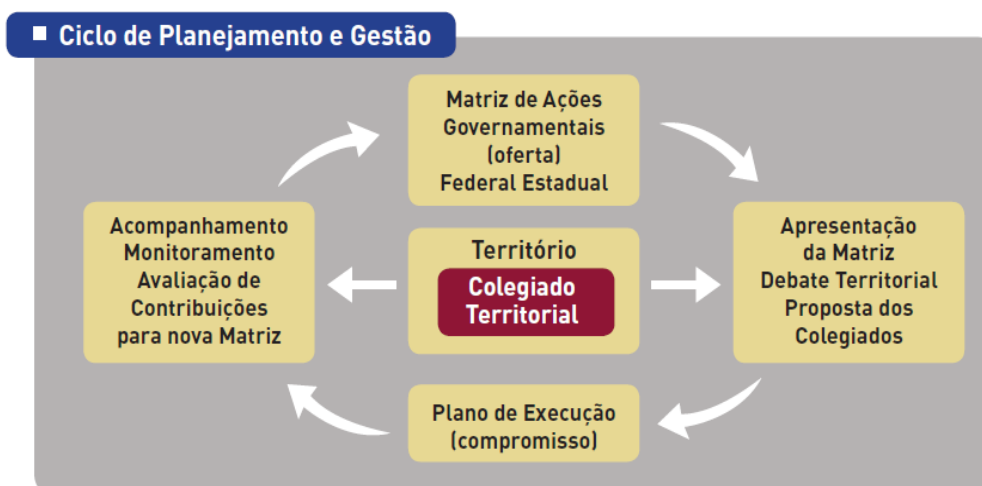 Ciclo de Planejamento e Gestão
Matriz de Ações
Governamentais
(oferta)
Federal Estadual
Acompanhamento
Monitoramento
Avaliação de
Contribuições
para nova Matriz
Território
Colegiado
Territorial
Apresentação
da Matriz
Debate Territorial
Proposta dos
Colegiados
Plano de Execução
(compromisso)